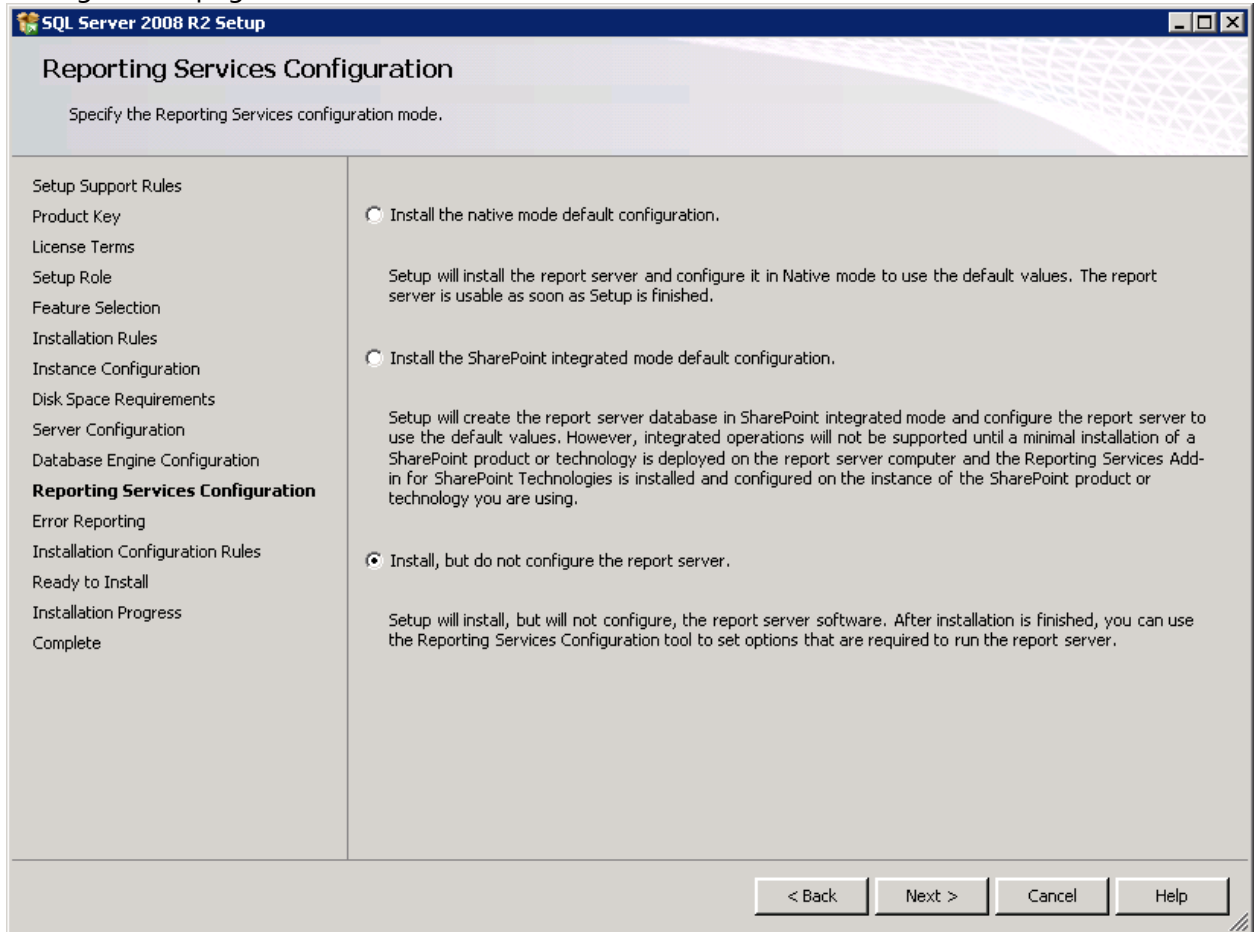 SQL Server 2008 R2 Setup
Reporting Services Configuration
Specify the Reporting Services configuration mode.
Setup Support Rules
Product Key
License Terms
Setup Role
Feature Selection
Installation Rules
Instance Configuration
Disk Space Requirements
Server Configuration
Database Engine Configuration
Reporting Services Configuration
Error Reporting
Installation Configuration Rules
Ready to Install
Installation Progress
Complete
Install the native mode default configuration.
Setup will install the report server and configure it in Native mode to use the default values. The report
server is usable as soon as Setup is finished.
Install the SharePoint integrated mode default configuration.
Setup will create the report server database in SharePoint integrated mode and configure the report server to
use the default values. However, integrated operations will not be supported until a minimal installation of a
SharePoint product or technology is deployed on the report server computer and the Reporting Services Add-
in for SharePoint Technologies is installed and configured on the instance of the SharePoint product or
technology you are using.
Install, but do not configure the report server.
Setup will install, but will not configure, the report server software. After installation is finished, you can use
the Reporting Services Configuration tool to set options that are required to run the report server.
< Back
Next >
Cancel
Help